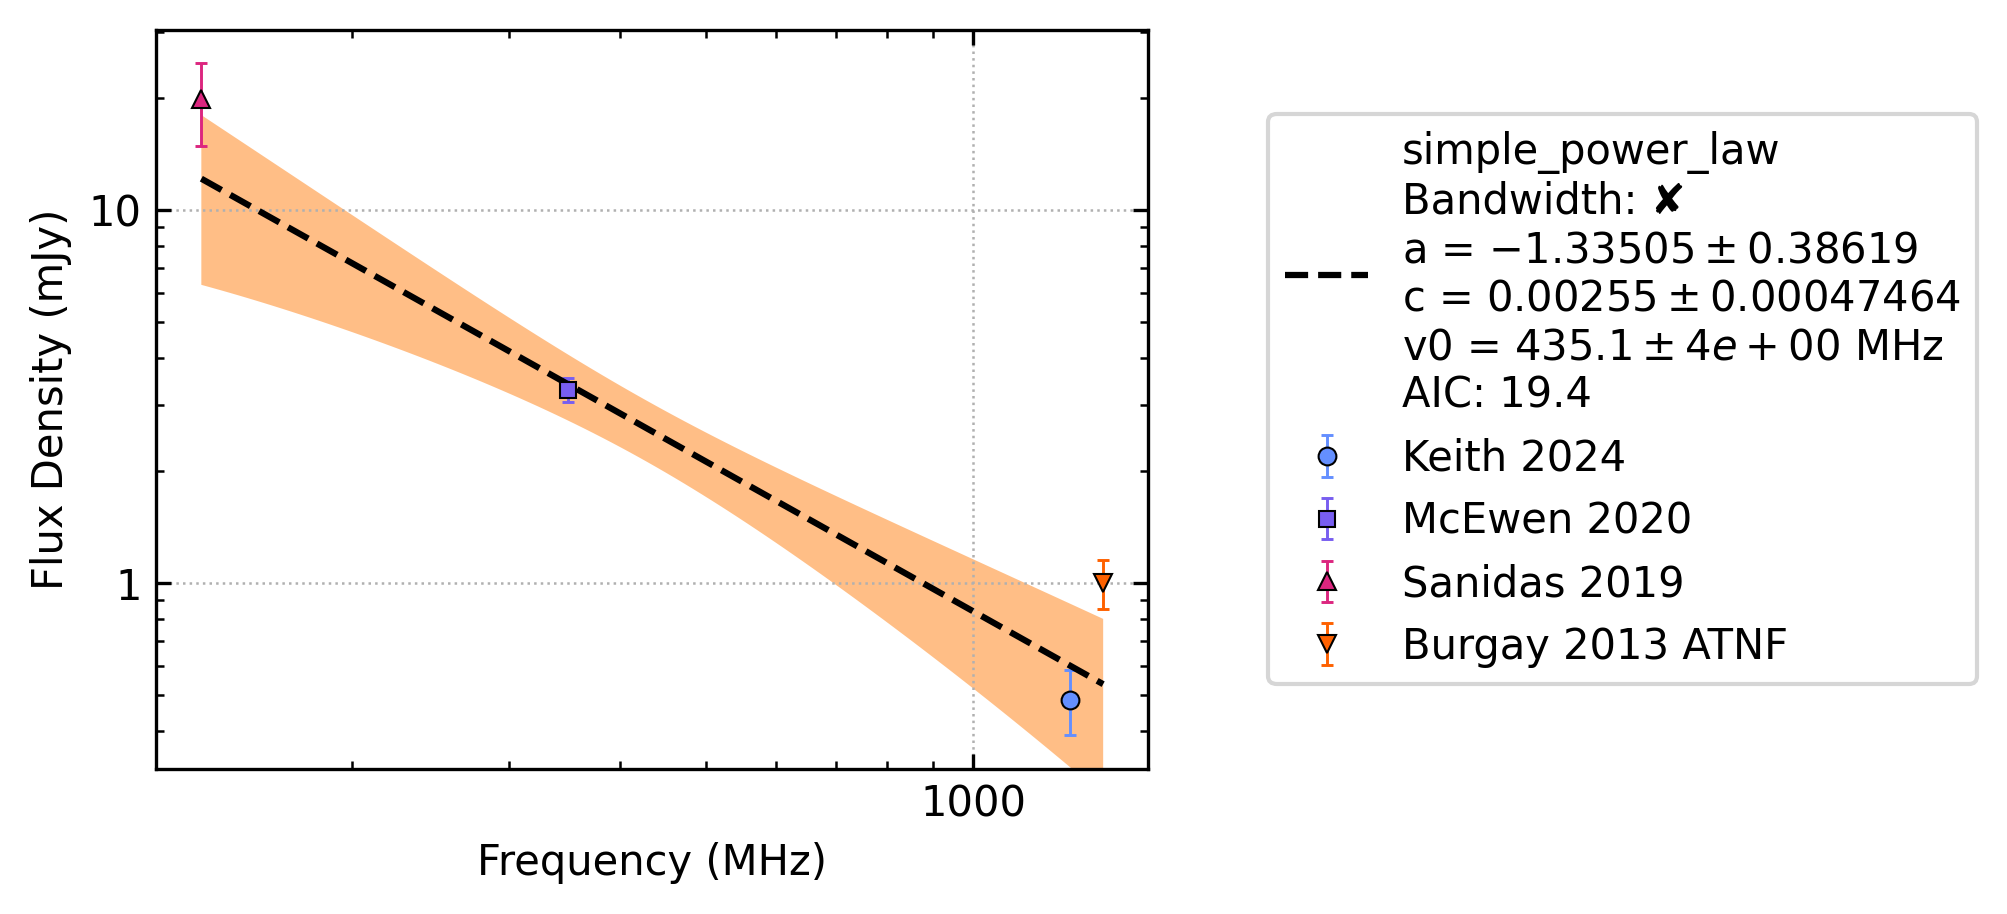 10
1
Flux Density (mJy)
1000
Frequency (MHz)
simple_power_law
Bandwidth: ✘
a = −1.33505 ± 0.38619
c = 0.00255 ± 0.00047464
v0 = 435.1 ± 4e + 00 MHz
AIC: 19.4
Keith 2024
McEwen 2020
Sanidas 2019
Burgay 2013 ATNF